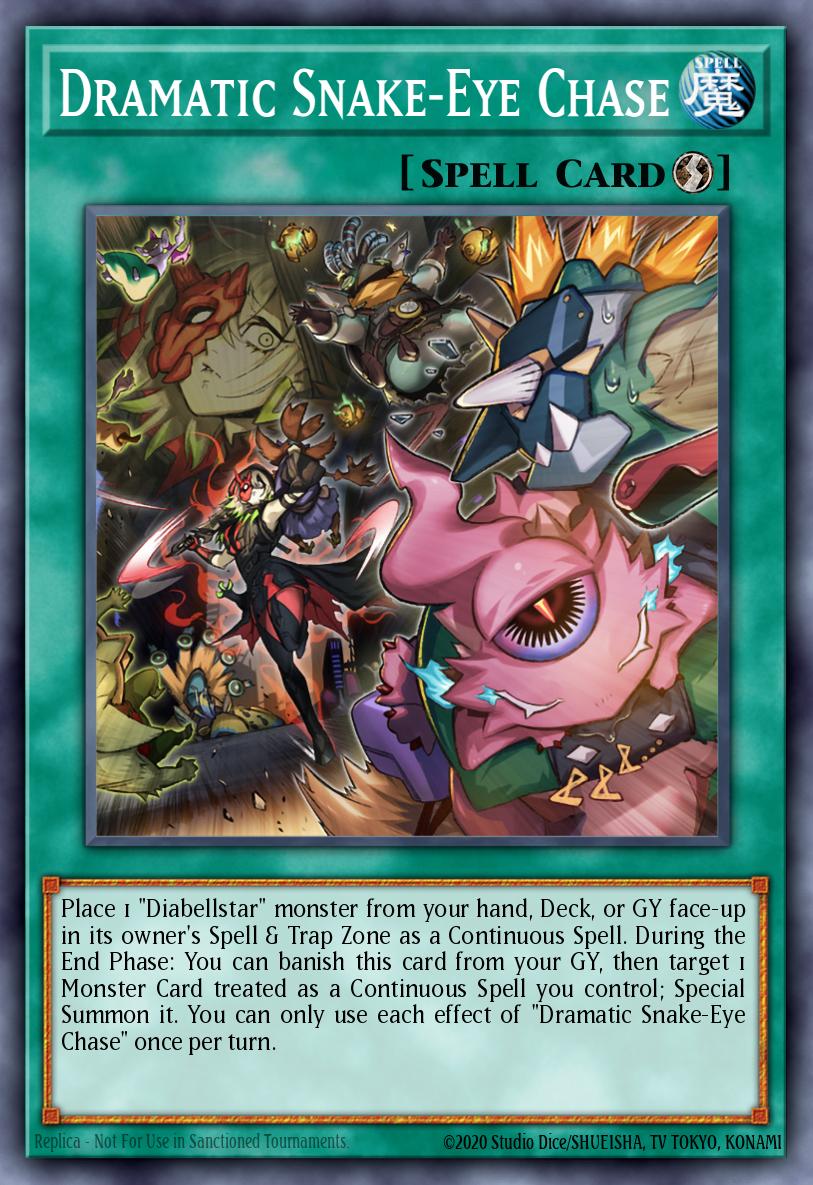 Dramatic Snake-Eye Chase
SPELL
魔
[Spell Card]
Place 1 "Diabellstar" monster from your hand, Deck, or GY face-up
in its owner's Spell & Trap Zone as a Continuous Spell. During the
End Phase: You can banish this card from your GY, then target 1
Monster Card treated as a Continuous Spell you control; Special
Summon it. You can only use each effect of "Dramatic Snake-Eye
Chase" once per turn.
Replica - Not For Use in Sanctioned Tournaments.
©2020 Studio Dice/SHUEISHA, TV TOKYO, KONAMI